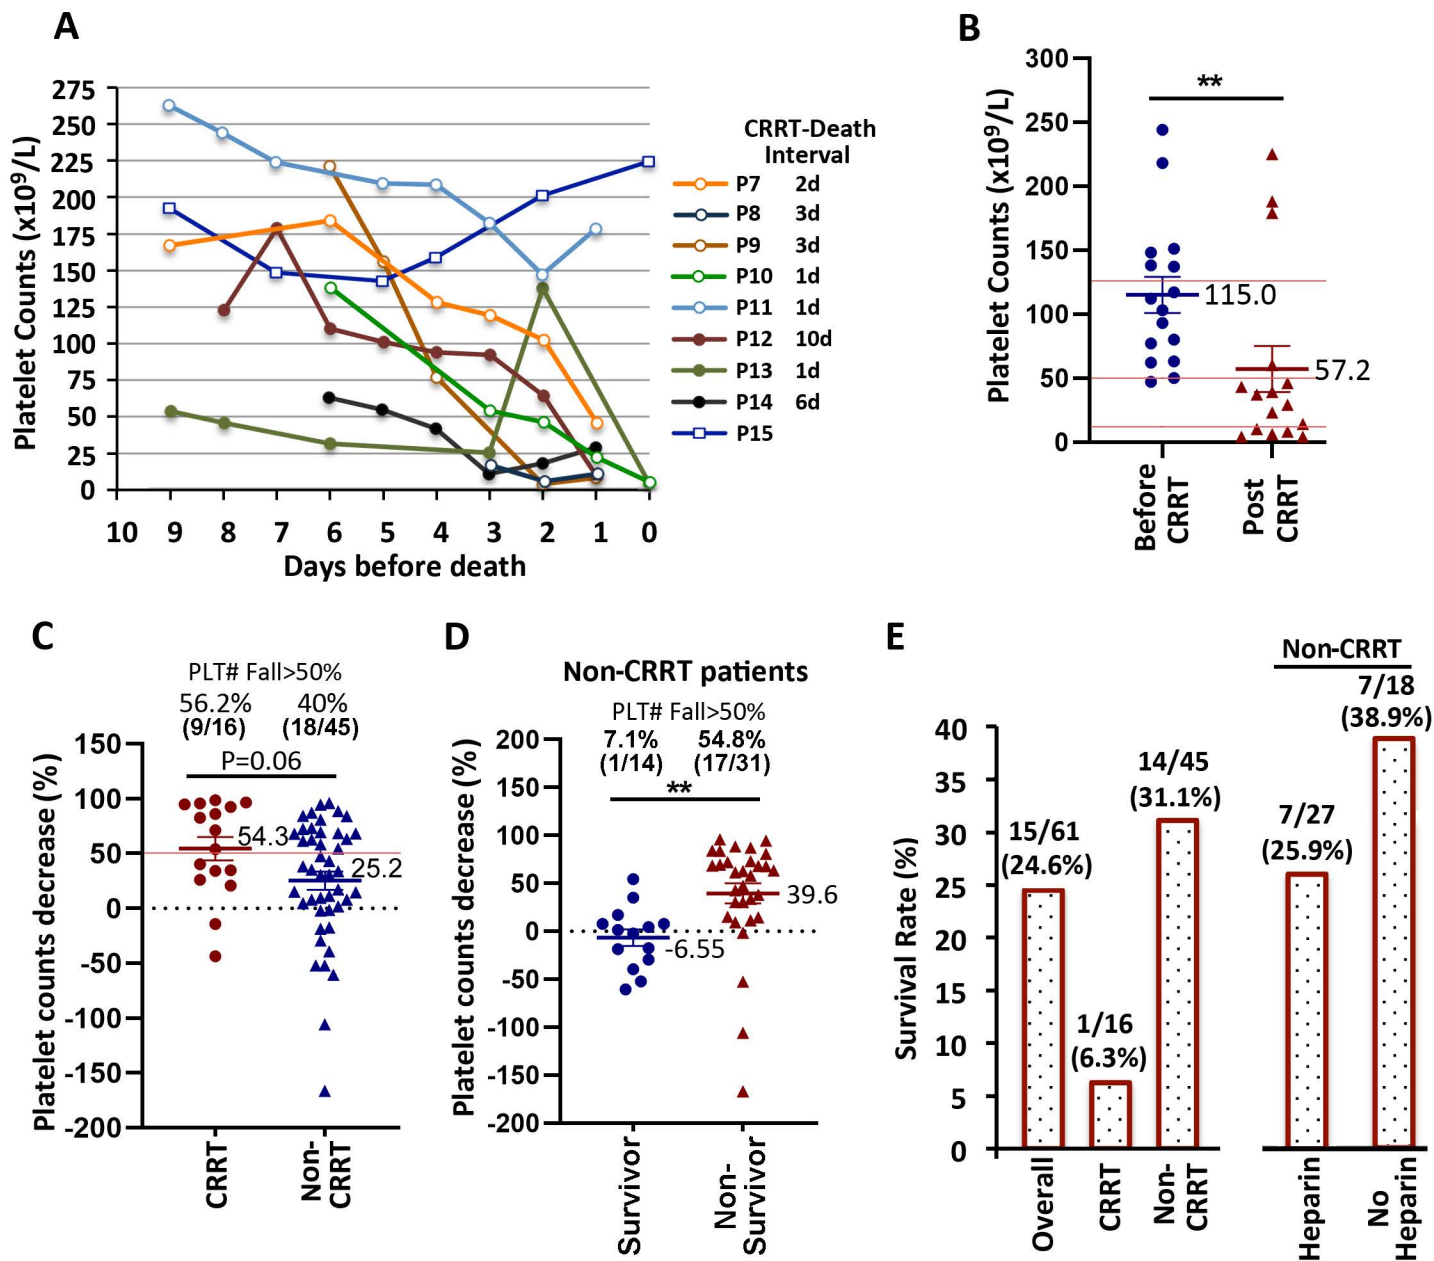 A
275
250
225
200
175
150
125
100
75
50
25
0
Platelet Counts (x10⁹/L)
10 9 8 7 6 5 4 3 2 1 0
Days before death
CRRT-Death
Interval
P7 2d
P8 3d
P9 3d
P10 1d
P11 1d
P12 10d
P13 1d
P14 6d
P15
B
300
250
200
150
100
50
0
Platelet Counts (x10⁹/L)
**
115.0
57.2
Before
CRRT
Post
CRRT
C
PLT# Fall>50%
56.2% 40%
(9/16) (18/45)
P=0.06
150
100
50
0
-50
-100
-150
-200
Platelet counts decrease (%)
54.3
25.2
CRRT
Non-
CRRT
D
Non-CRRT patients
PLT# Fall>50%
7.1% 54.8%
(1/14) (17/31)
**
200
150
100
50
0
-50
-100
-150
-200
Platelet counts decrease (%)
-6.55
39.6
Survivor
Non-
Survivor
E
40
35
30
25
20
15
10
5
0
Survival Rate (%)
15/61
(24.6%)
1/16
(6.3%)
14/45
(31.1%)
Non-CRRT
7/27
(25.9%)
7/18
(38.9%)
Overall
CRRT
Non-
CRRT
Heparin
No
Heparin